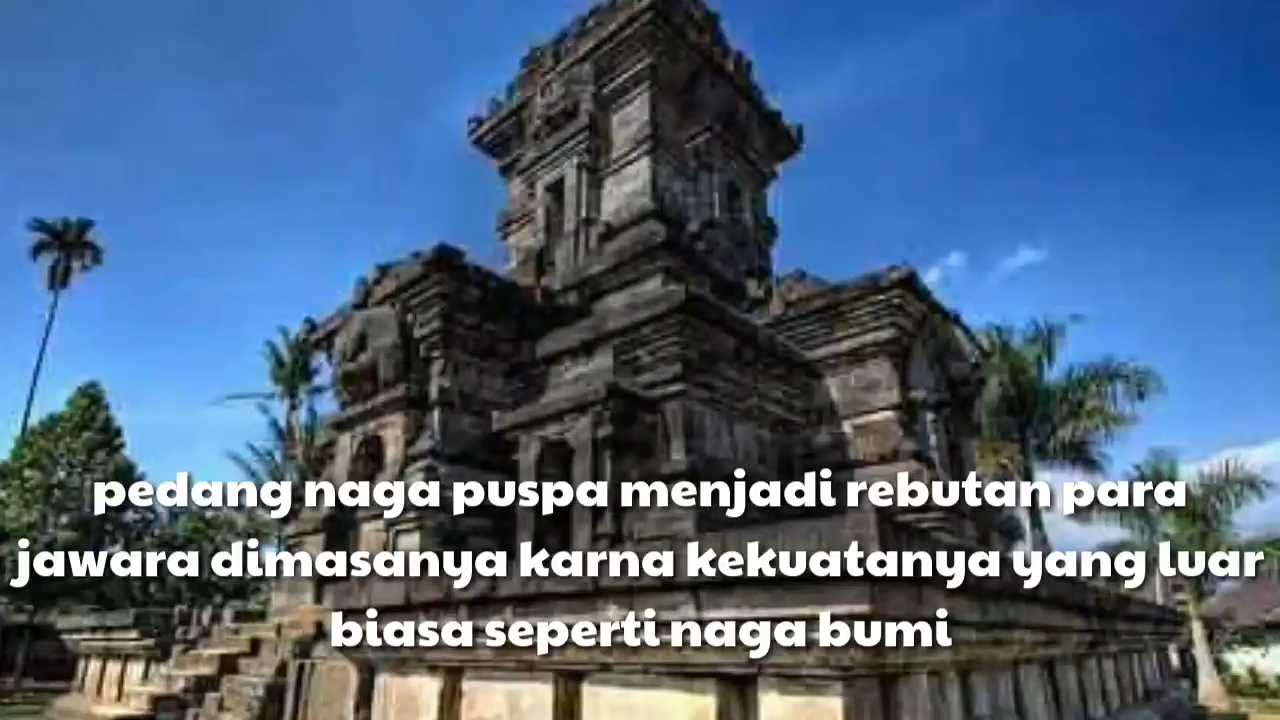 pedang naga puspa menjadi rebutan para
jawara dimasanya karna kekuatanya yang luar
biasa seperti naga bumi